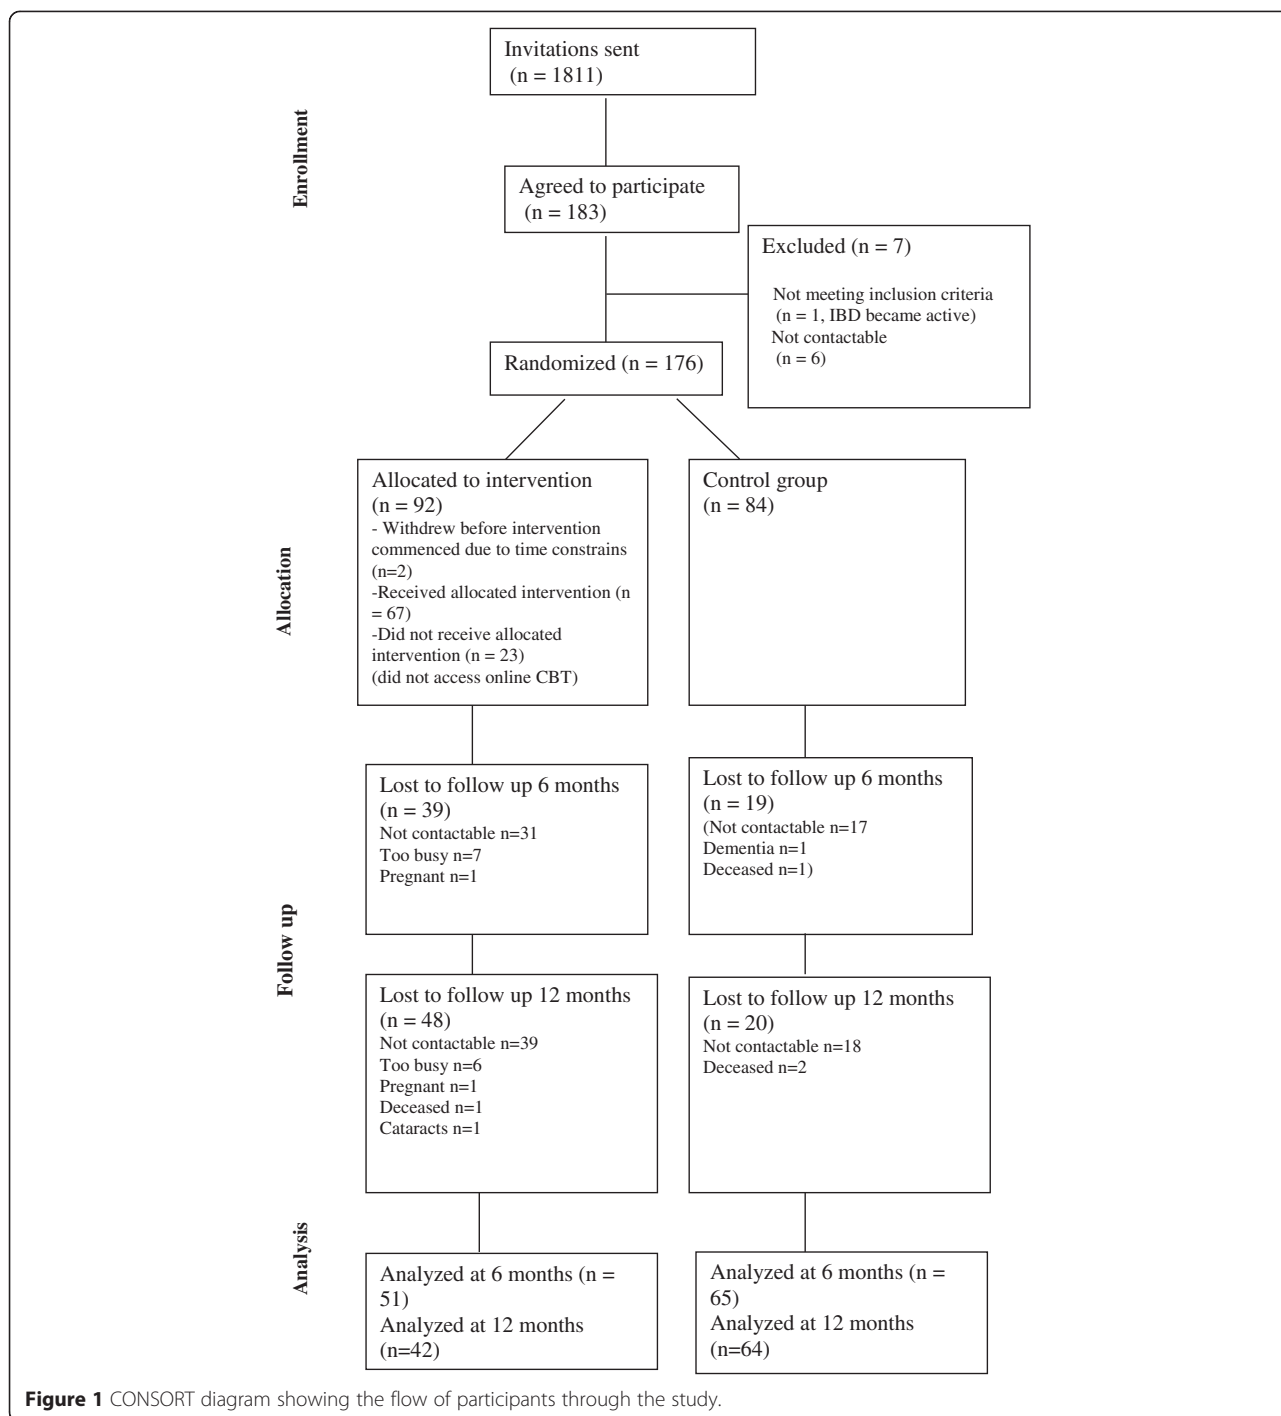 Invitations sent
(n = 1811)
Enrollment
Agreed to participate
(n = 183)
Excluded (n = 7)
Not meeting inclusion criteria
(n = 1, IBD became active)
Not contactable
(n = 6)
Randomized (n = 176)
Allocation
Allocated to intervention
(n = 92)
- Withdrew before intervention
commenced due to time constrains
(n=2)
-Received allocated intervention (n
= 67)
-Did not receive allocated
intervention (n = 23)
(did not access online CBT)
Control group
(n = 84)
Follow up
Lost to follow up 6 months
(n = 39)
Not contactable n=31
Too busy n=7
Pregnant n=1
Lost to follow up 6 months
(n = 19)
(Not contactable n=17
Dementia n=1
Deceased n=1)
Lost to follow up 12 months
(n = 48)
Not contactable n=39
Too busy n=6
Pregnant n=1
Deceased n=1
Cataracts n=1
Lost to follow up 12 months
(n = 20)
Not contactable n=18
Deceased n=2
Analysis
Analyzed at 6 months (n =
51)
Analyzed at 12 months
(n=42)
Analyzed at 6 months (n =
65)
Analyzed at 12 months
(n=64)
Figure 1 CONSORT diagram showing the flow of participants through the study.